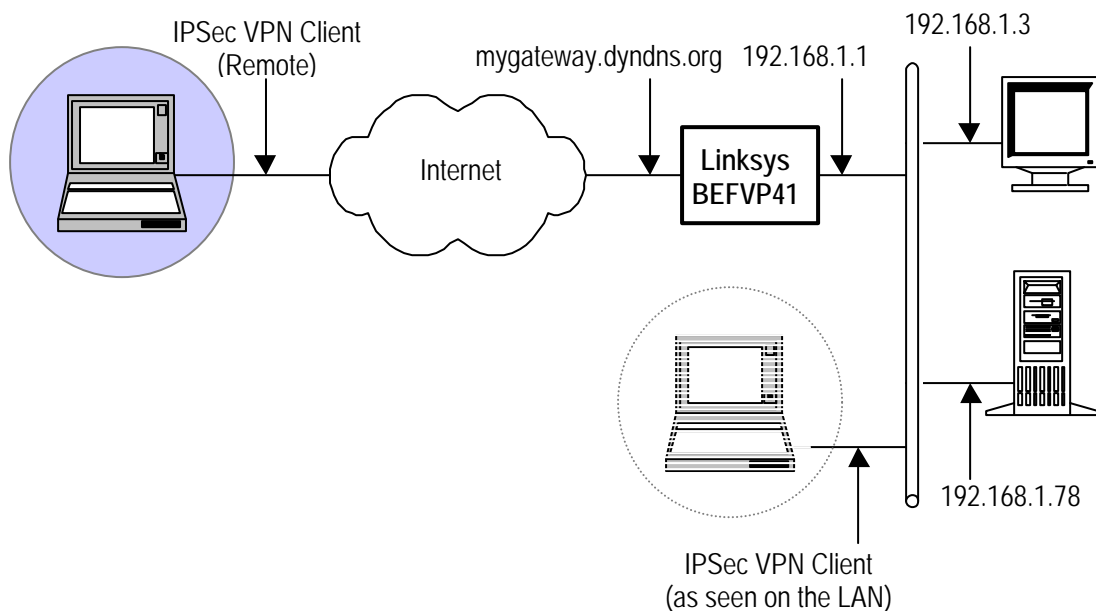 IPSec VPN Client
(Remote)
mygateway.dyndns.org
192.168.1.1
192.168.1.3
Internet
Linksys
BEFVP41
192.168.1.78
IPSec VPN Client
(as seen on the LAN)